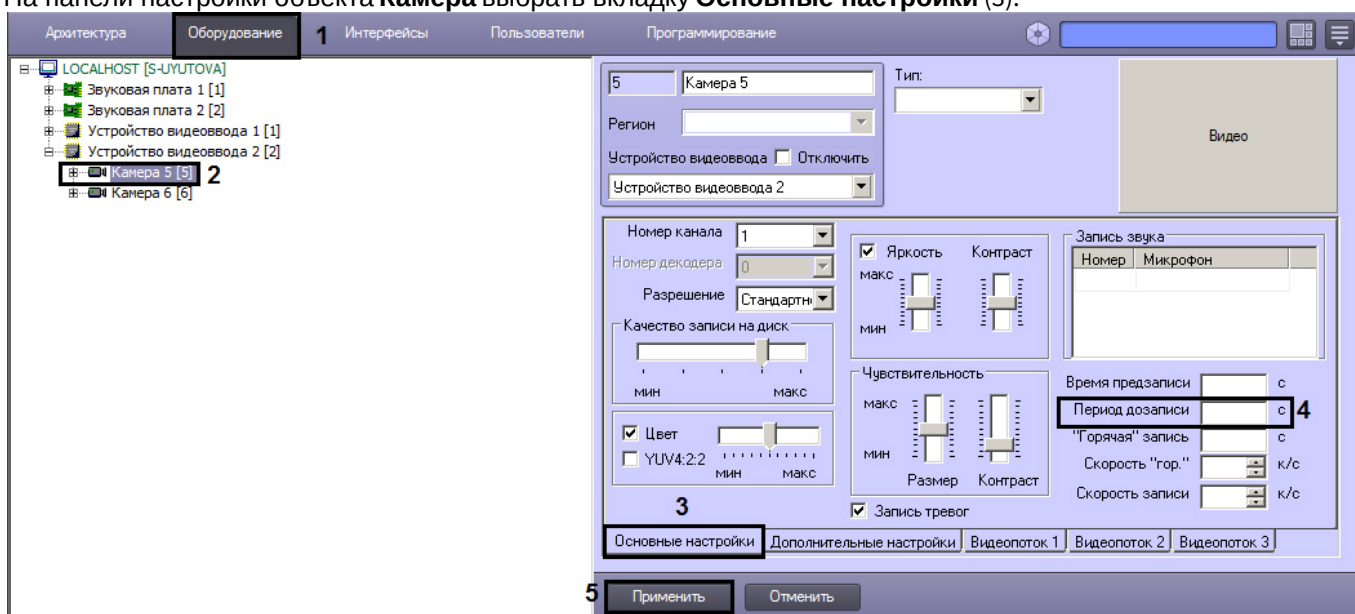 На панели настройки объекта Камера выбрать вкладку Основные настройки (3).
Архитектура Оборудование 1 Интерфейсы Пользователи Программирование
LOCALHOST [S-UYUTOVA]
Звуковая плата 1 [1]
Звуковая плата 2 [2]
Устройство видеоввода 1 [1]
Устройство видеоввода 2 [2]
Камера 5 [5] 2
Камера 6 [6]
5 Камера 5
Тип:
Регион
Устройство видеоввода Отключить
Устройство видеоввода 2
Видео
Номер канала 1
Номер декодера 0
Разрешение Стандартн
Качество записи на диск
мин макс
Цвет
YUV4:2:2
мин макс
3
Яркость Контраст
макс
мин
Чувствительность
макс
мин
Размер Контраст
Запись тревог
Запись звука
Номер Микрофон
Время предзаписи с
Период дозаписи с 4
"Горячая" запись с
Скорость "гор." к/с
Скорость записи к/с
Основные настройки Дополнительные настройки Видеопоток 1 Видеопоток 2 Видеопоток 3
5 Применить Отменить